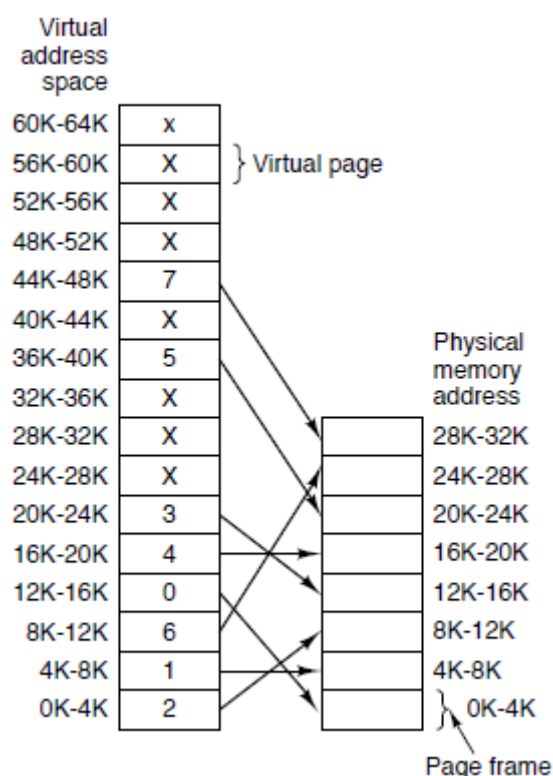 Virtual
address
space
60K-64K x
56K-60K X } Virtual page
52K-56K X
48K-52K X
44K-48K 7
40K-44K X
36K-40K 5
32K-36K X
28K-32K X
24K-28K X
20K-24K 3
16K-20K 4
12K-16K 0
8K-12K 6
4K-8K 1
0K-4K 2
Physical
memory
address
28K-32K
24K-28K
20K-24K
16K-20K
12K-16K
8K-12K
4K-8K
} 0K-4K
Page frame